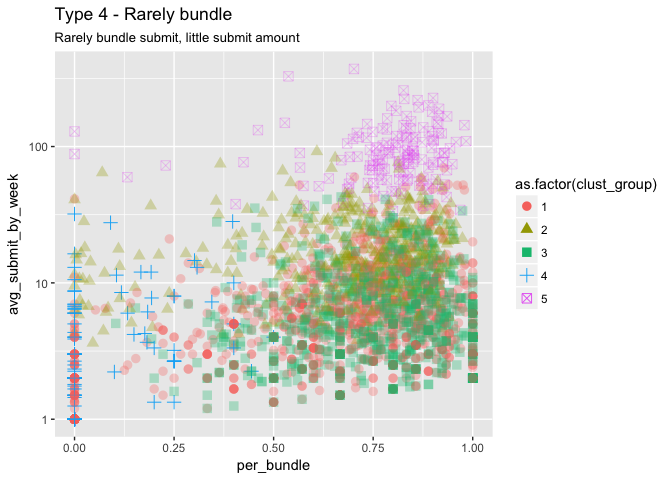 Type 4 - Rarely bundle
Rarely bundle submit, little submit amount
100
10
1
avg_submit_by_week
0.00 0.25 0.50 0.75 1.00
per_bundle
as.factor(clust_group)
1
2
3
4
5